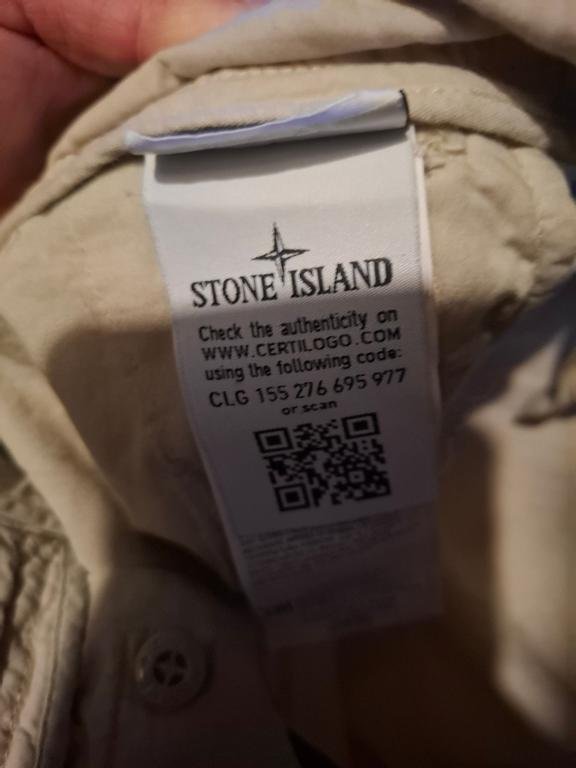 STONE ISLAND
Check the authenticity on
WWW.CERTILOGO.COM
using the following code:
CLG 155 276 695 977
or scan